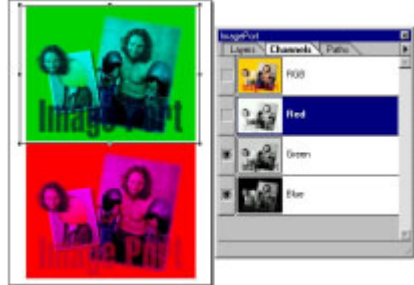 Image Port
Image Port
ImagePort
Layers Channels Paths
RGB
Red
Green
Blue